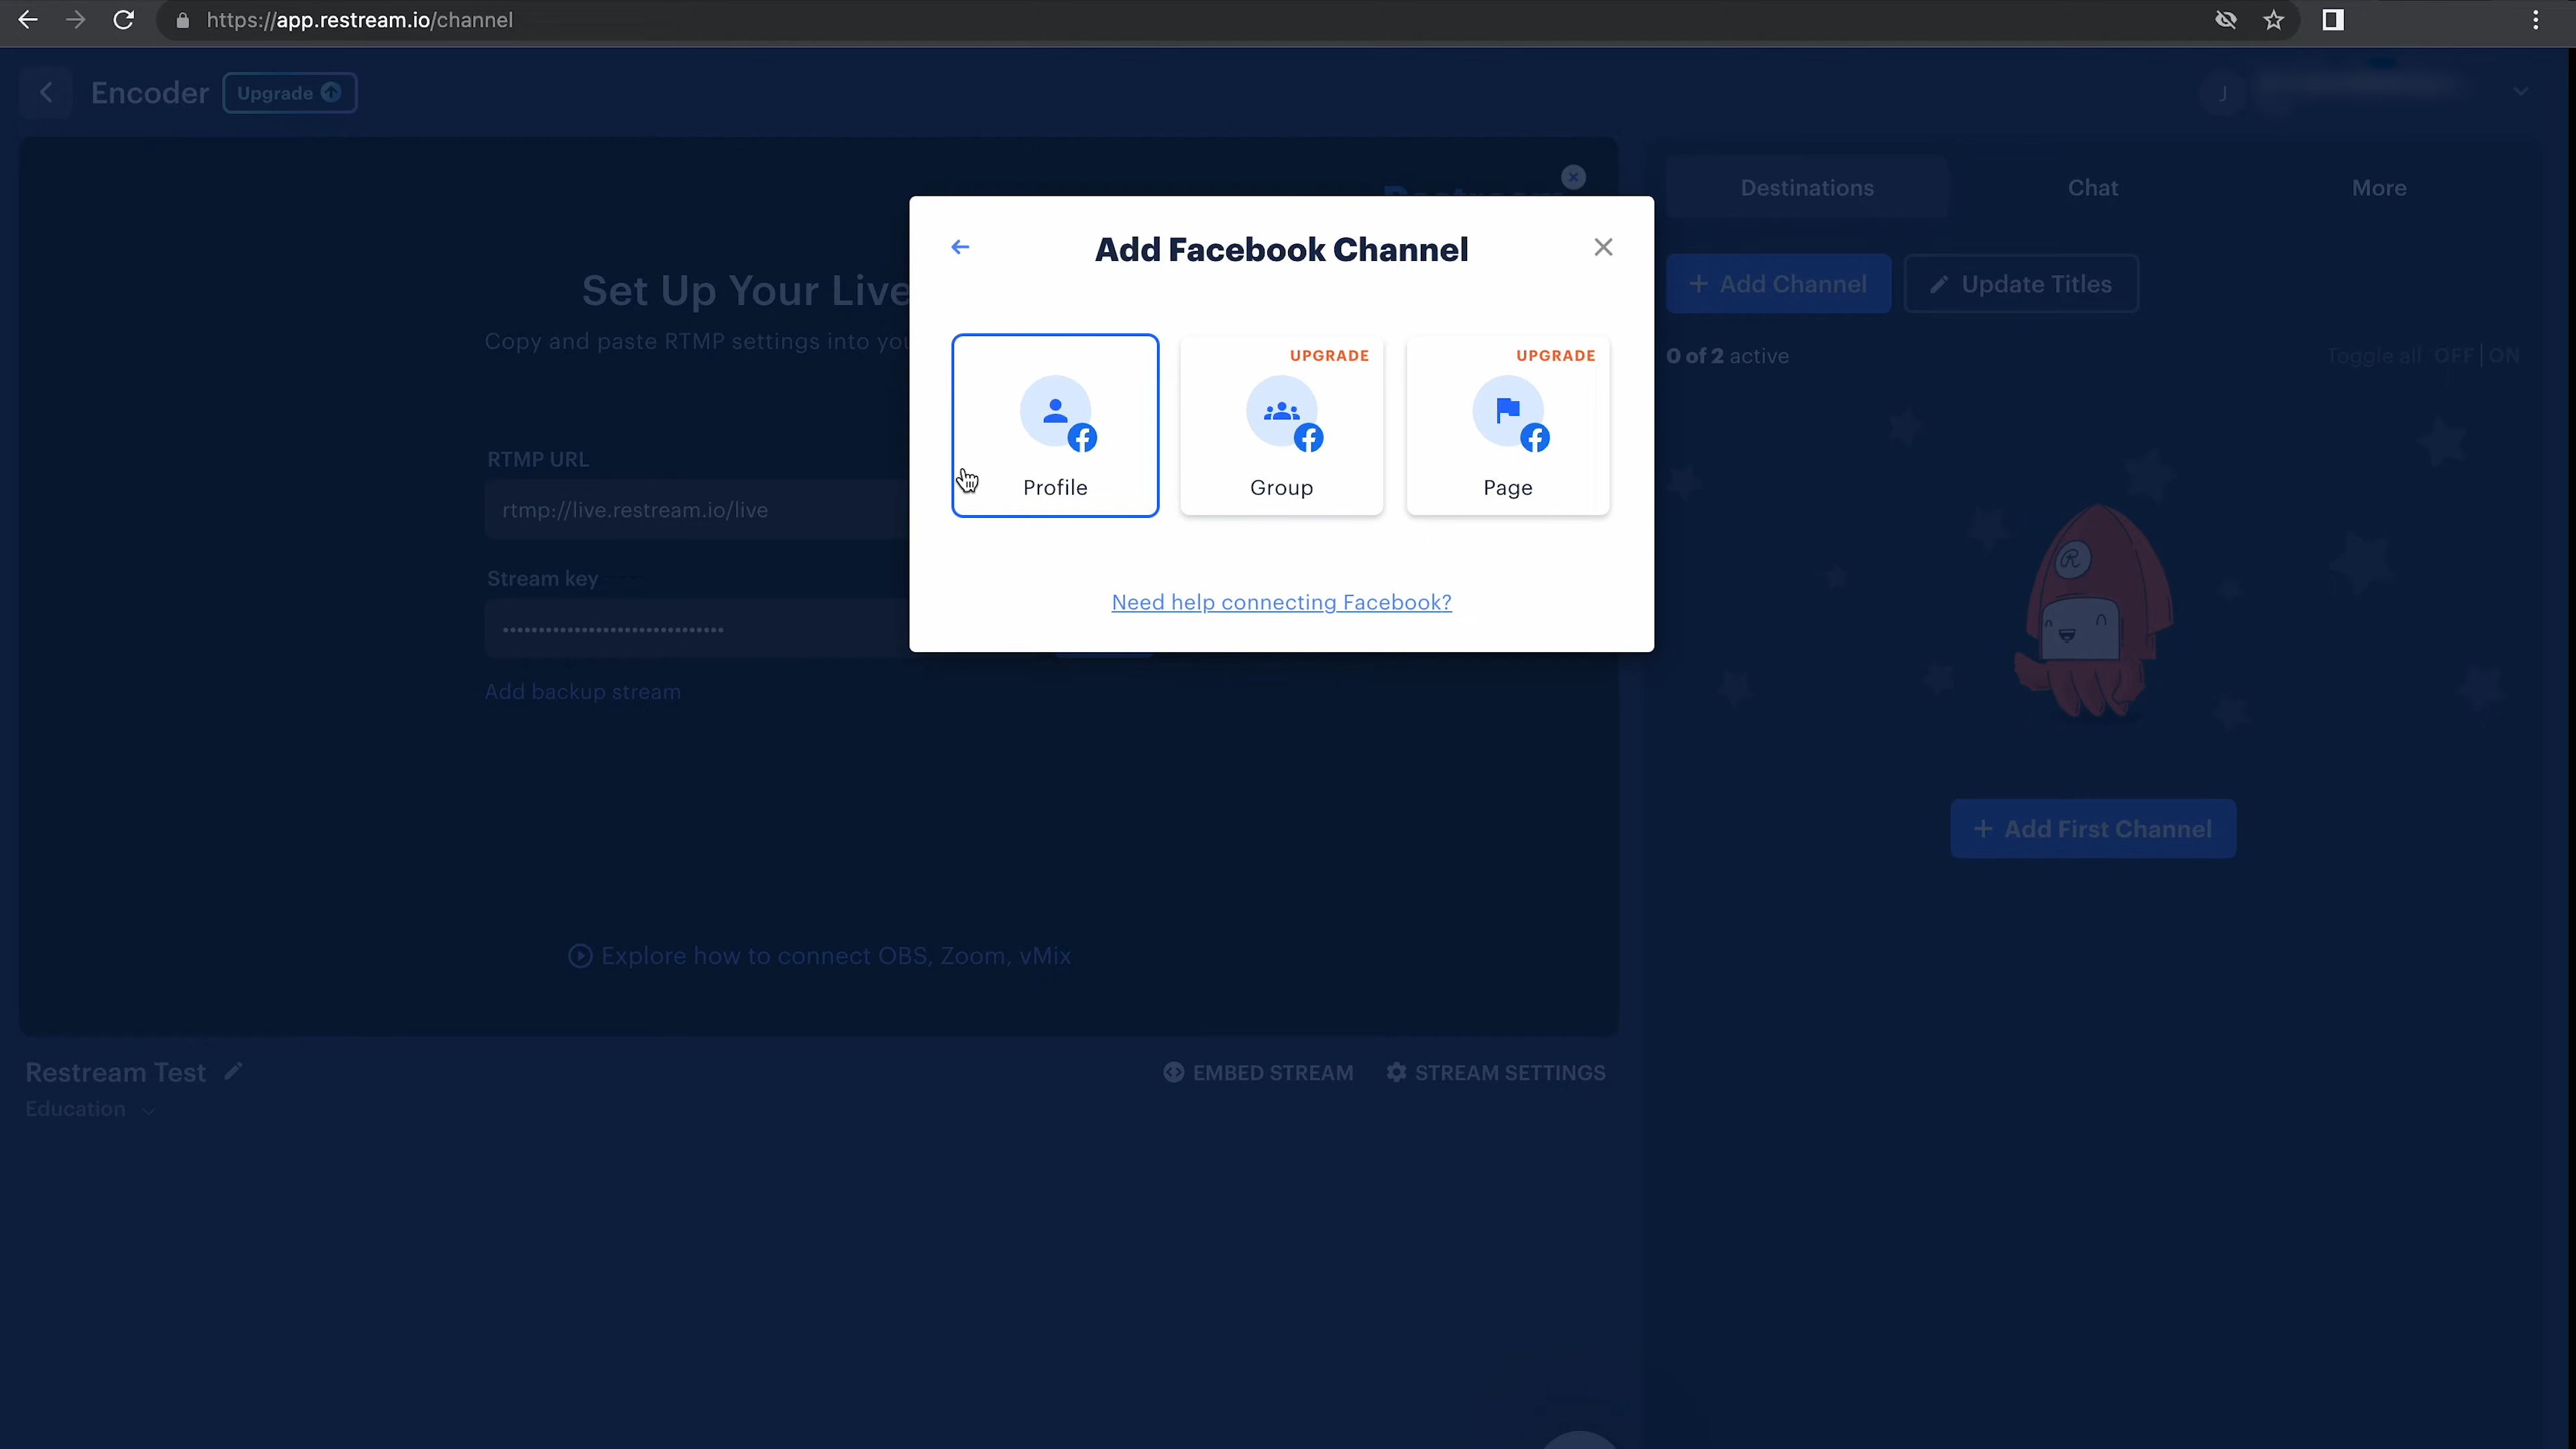 https://app.restream.io/channel
Encoder
Upgrade
J
Destinations
Chat
More
Add Facebook Channel
Set Up Your Live
+ Add Channel
Update Titles
Copy and paste RTMP settings into you
UPGRADE
UPGRADE
0 of 2 active
Toggle all OFF | ON
Profile
Group
Page
RTMP URL
rtmp://live.restream.io/live
Stream key
•••••••••••••••••••••••••••••••
Need help connecting Facebook?
Add backup stream
+ Add First Channel
Explore how to connect OBS, Zoom, vMix
Restream Test
EMBED STREAM
STREAM SETTINGS
Education